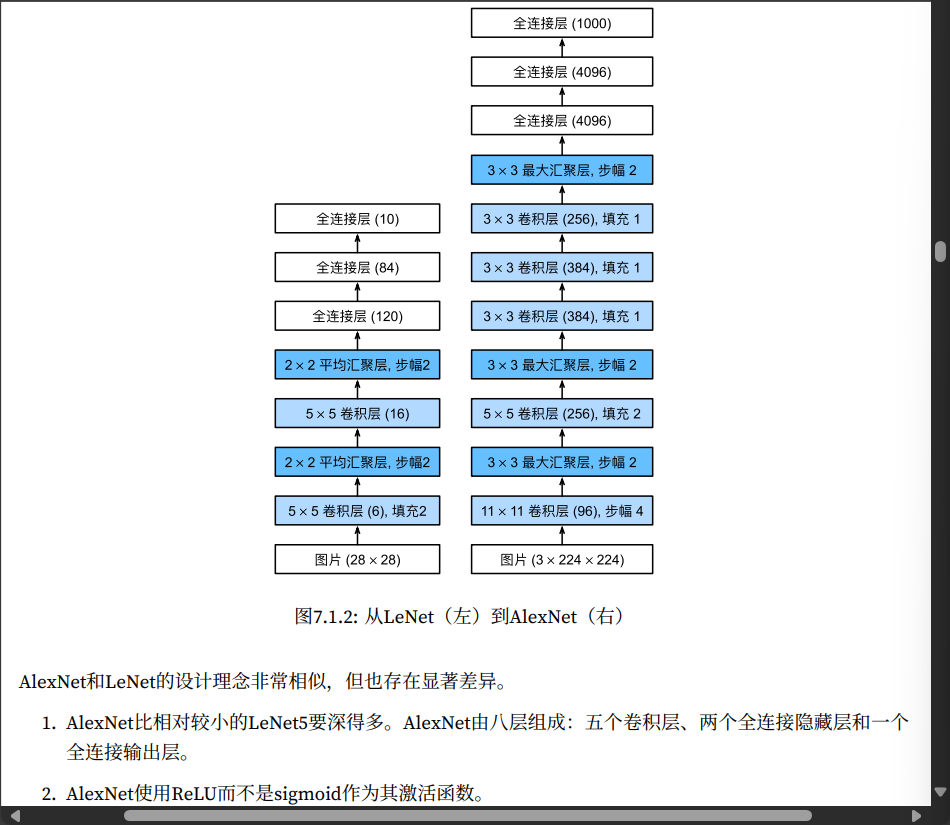 全连接层 (1000)
全连接层 (4096)
全连接层 (4096)
3 × 3 最大汇聚层, 步幅 2
3 × 3 卷积层 (256), 填充 1
3 × 3 卷积层 (384), 填充 1
3 × 3 卷积层 (384), 填充 1
3 × 3 最大汇聚层, 步幅 2
5 × 5 卷积层 (256), 填充 2
3 × 3 最大汇聚层, 步幅 2
11 × 11 卷积层 (96), 步幅 4
图片 (3 × 224 × 224)
全连接层 (10)
全连接层 (84)
全连接层 (120)
2 × 2 平均汇聚层, 步幅2
5 × 5 卷积层 (16)
2 × 2 平均汇聚层, 步幅2
5 × 5 卷积层 (6), 填充2
图片 (28 × 28)
图7.1.2: 从LeNet（左）到AlexNet（右）
AlexNet和LeNet的设计理念非常相似，但也存在显著差异。
1. AlexNet比相对较小的LeNet5要深得多。AlexNet由八层组成：五个卷积层、两个全连接隐藏层和一个
全连接输出层。
2. AlexNet使用ReLU而不是sigmoid作为其激活函数。